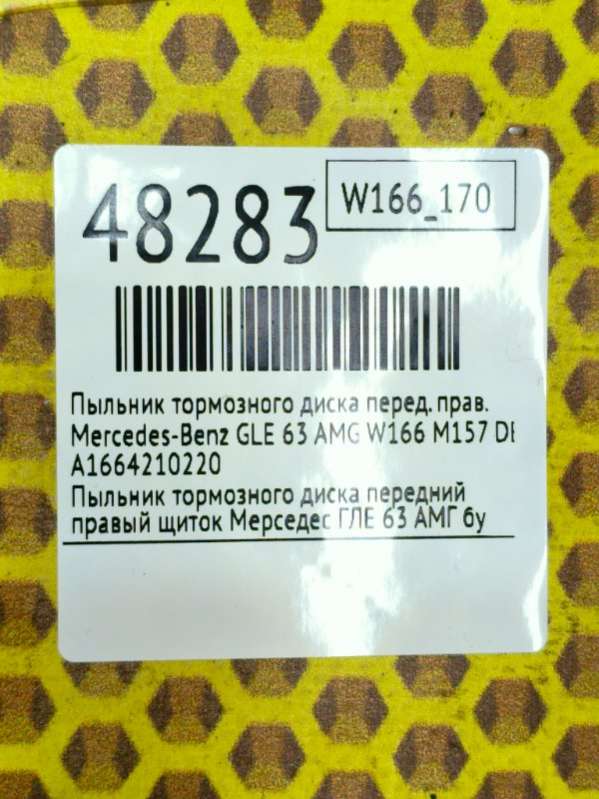 48283
W166_170
Пыльник тормозного диска перед. прав.
Mercedes-Benz GLE 63 AMG W166 M157 DE
A1664210220
Пыльник тормозного диска передний
правый щиток Мерседес ГЛЕ 63 АМГ бу